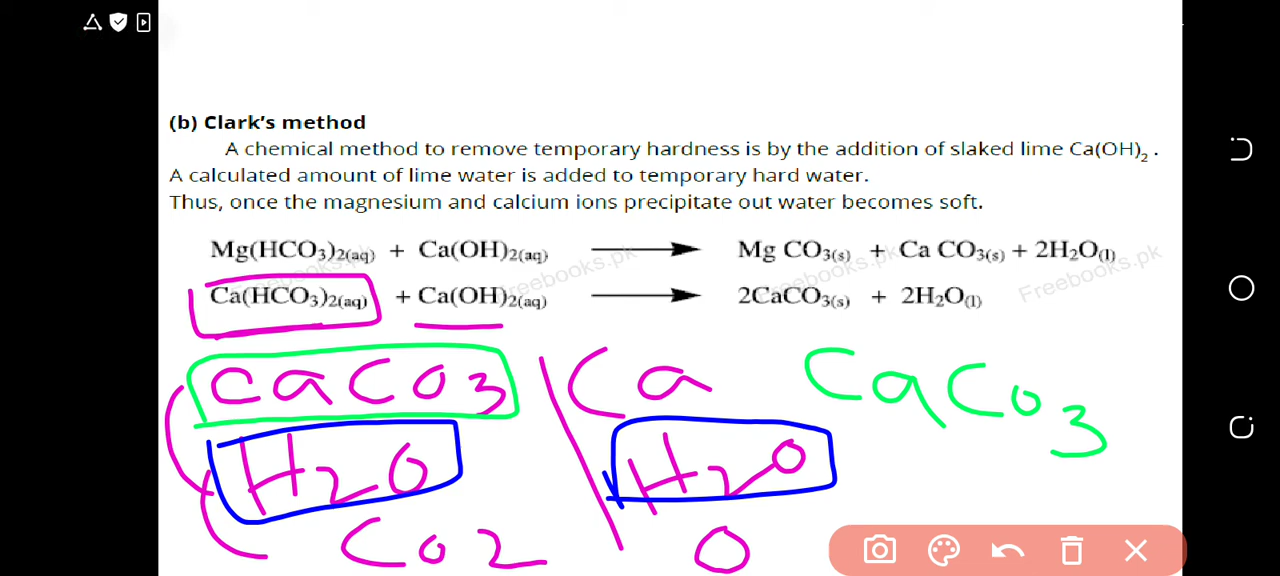 (b) Clark's method
A chemical method to remove temporary hardness is by the addition of slaked lime Ca(OH)₂ .
A calculated amount of lime water is added to temporary hard water.
Thus, once the magnesium and calcium ions precipitate out water becomes soft.
Mg(HCO₃)₂(aq) + Ca(OH)₂(aq) ⟶ Mg CO₃(s) + Ca CO₃(s) + 2H₂O(l)
Ca(HCO₃)₂(aq) + Ca(OH)₂(aq) ⟶ 2CaCO₃(s) + 2H₂O(l)
Freebooks.pk
CaCO3 Ca CaCO3
H2O H2O
CO2 O